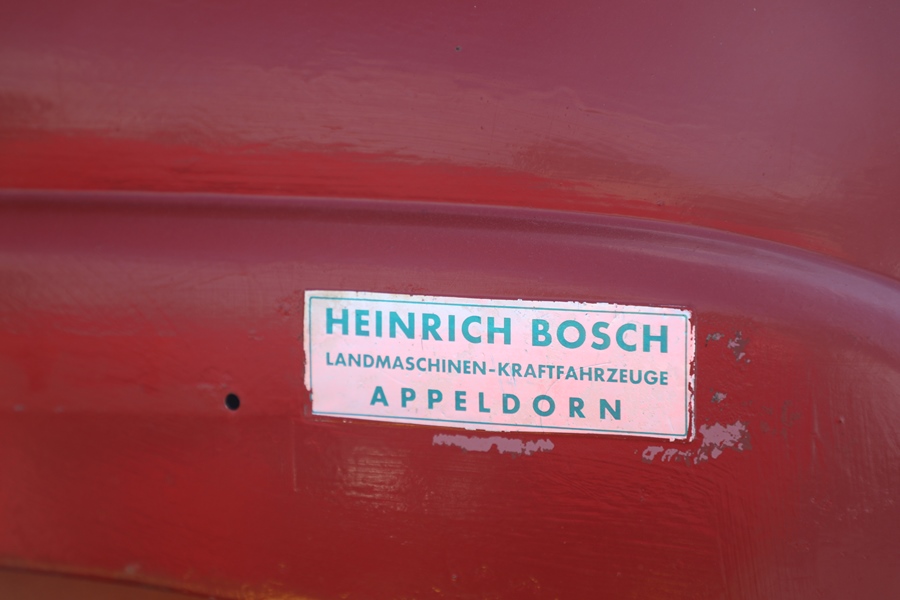 HEINRICH BOSCH
LANDMASCHINEN-KRAFTFAHRZEUGE
APPELDORN